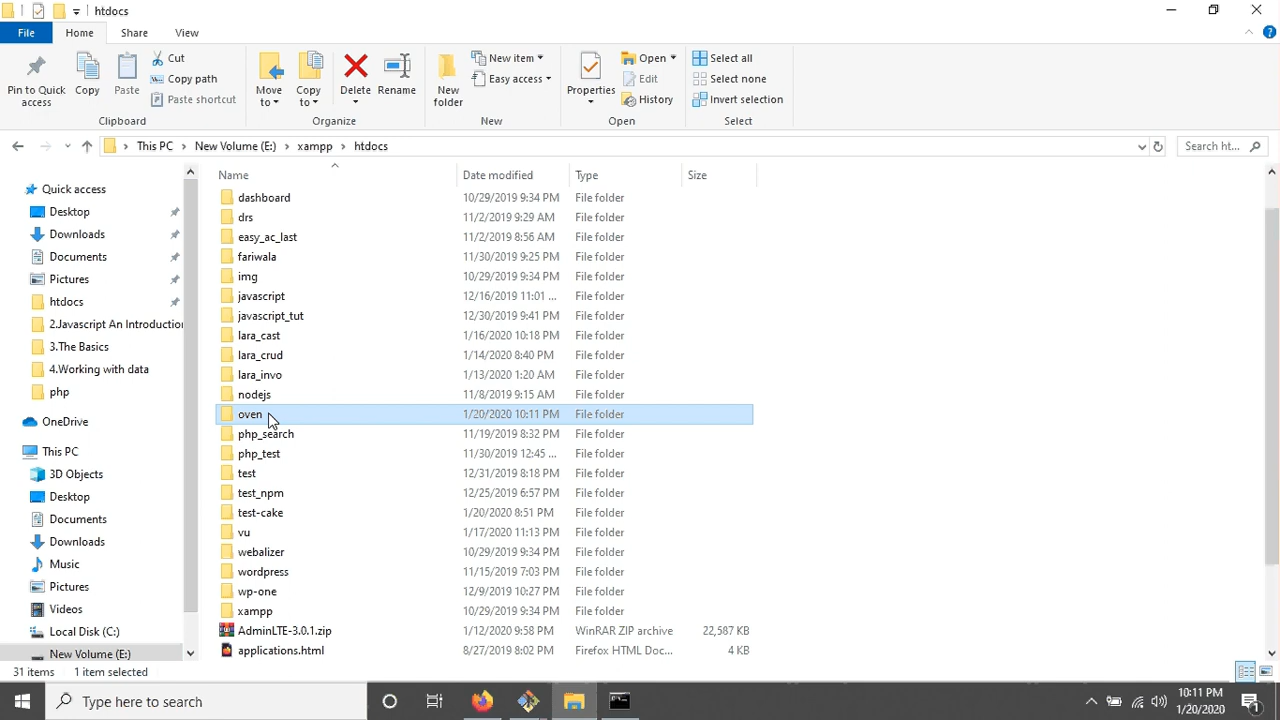 htdocs
File Home Share View
Pin to Quick access
Copy
Paste
Cut
Copy path
Paste shortcut
Clipboard
Move to
Copy to
Delete
Rename
Organize
New folder
New item
Easy access
New
Properties
Open
Edit
History
Open
Select all
Select none
Invert selection
Select
This PC New Volume (E:) xampp htdocs
Search ht...
Quick access
Desktop
Downloads
Documents
Pictures
htdocs
2.Javascript An Introduction
3.The Basics
4.Working with data
php
OneDrive
This PC
3D Objects
Desktop
Documents
Downloads
Music
Pictures
Videos
Local Disk (C:)
New Volume (E:)
Name Date modified Type Size
dashboard 10/29/2019 9:34 PM File folder
drs 11/2/2019 9:29 AM File folder
easy_ac_last 11/2/2019 8:56 AM File folder
fariwala 11/30/2019 9:25 PM File folder
img 10/29/2019 9:34 PM File folder
javascript 12/16/2019 11:01 ... File folder
javascript_tut 12/30/2019 9:41 PM File folder
lara_cast 1/16/2020 10:18 PM File folder
lara_crud 1/14/2020 8:40 PM File folder
lara_invo 1/13/2020 1:20 AM File folder
nodejs 11/8/2019 9:15 AM File folder
oven 1/20/2020 10:11 PM File folder
php_search 11/19/2019 8:32 PM File folder
php_test 11/30/2019 12:45 ... File folder
test 12/31/2019 8:18 PM File folder
test_npm 12/25/2019 6:57 PM File folder
test-cake 1/20/2020 8:51 PM File folder
vu 1/17/2020 11:13 PM File folder
webalizer 10/29/2019 9:34 PM File folder
wordpress 11/15/2019 7:03 PM File folder
wp-one 12/9/2019 10:27 PM File folder
xampp 10/29/2019 9:34 PM File folder
AdminLTE-3.0.1.zip 1/12/2020 9:58 PM WinRAR ZIP archive 22,587 KB
applications.html 8/27/2019 8:02 PM Firefox HTML Doc... 4 KB
31 items 1 item selected
Type here to search
10:11 PM
1/20/2020
1